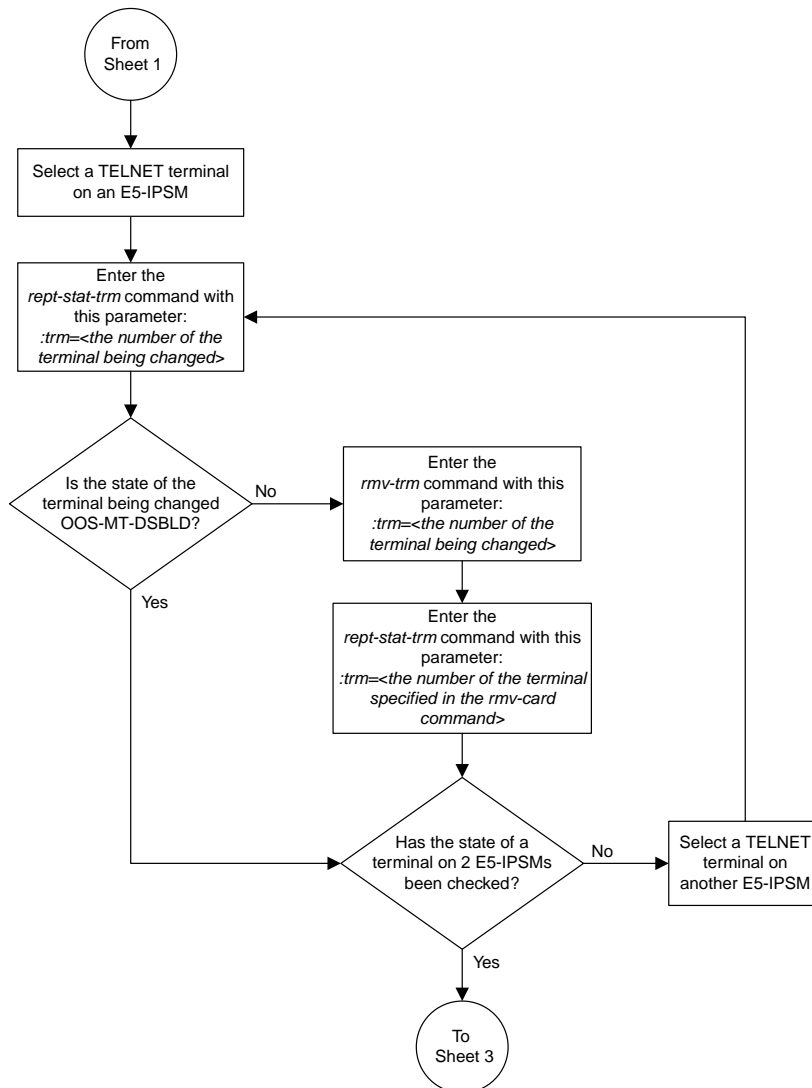 From
Sheet 1
Select a TELNET terminal
on an E5-IPSM
Enter the
rept-stat-trm command with
this parameter:
:trm=<the number of the
terminal being changed>
Is the state of the
terminal being changed
OOS-MT-DSBLD?
No
Yes
Enter the
rmv-trm command with this
parameter:
:trm=<the number of the
terminal being changed>
Enter the
rept-stat-trm command with this
parameter:
:trm=<the number of the terminal
specified in the rmv-card
command>
Has the state of a
terminal on 2 E5-IPSMs
been checked?
No
Select a TELNET
terminal on
another E5-IPSM
Yes
To
Sheet 3